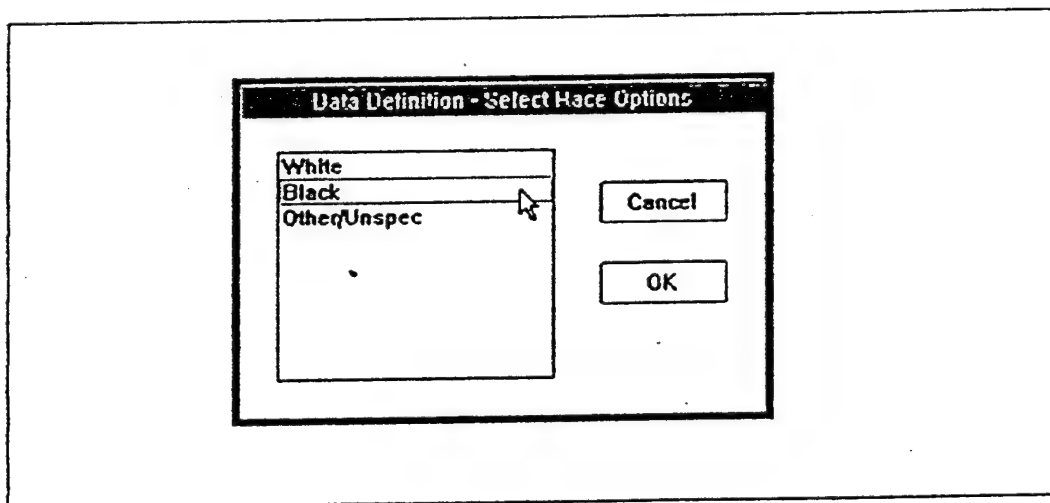 Data Definition - Select Race Options
White
Black
Other/Unspec
Cancel
OK